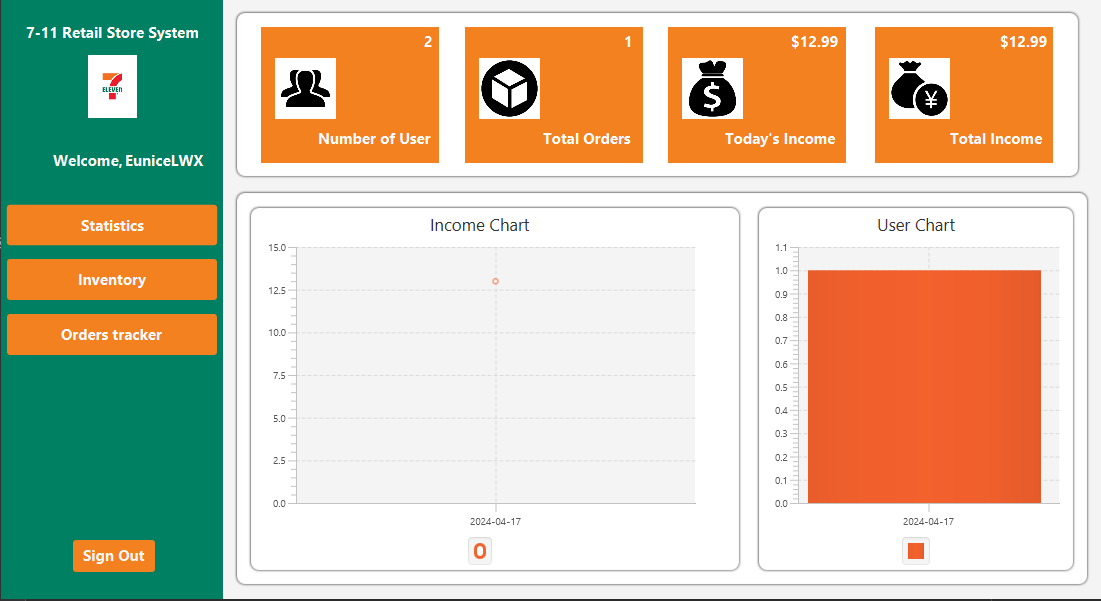 7-11 Retail Store System
7
ELEVEN
Welcome, EuniceLWX
Statistics
Inventory
Orders tracker
Sign Out
2
Number of User
1
Total Orders
$12.99
$
Today's Income
$12.99
¥
Total Income
Income Chart
15.0
12.5
10.0
7.5
5.0
2.5
0.0
2024-04-17
User Chart
1.1
1.0
0.9
0.8
0.7
0.6
0.5
0.4
0.3
0.2
0.1
0.0
2024-04-17